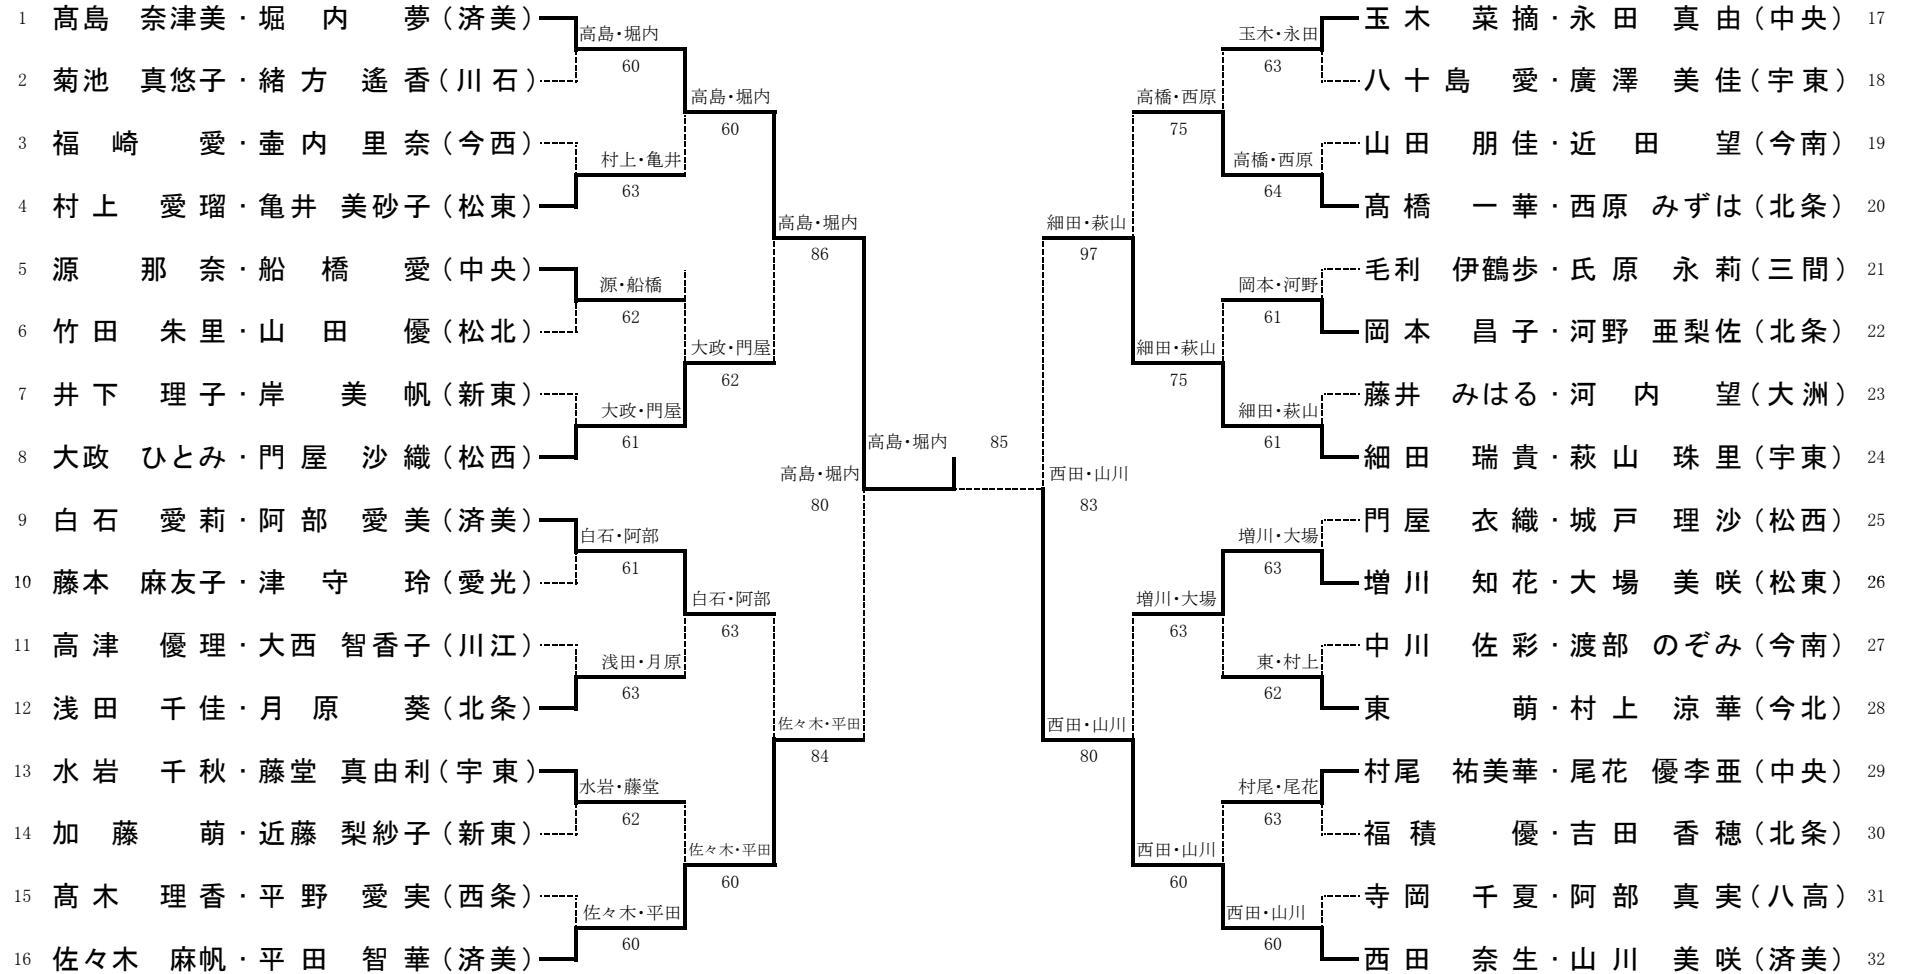 1 髙島 奈津美・堀 内 夢（済美）
高島・堀内
60
2 菊池 真悠子・緒方 遙香（川石）
高島・堀内
60
3 福 崎 愛・壷内 里奈（今西）
村上・亀井
63
4 村上 愛瑠・亀井 美砂子（松東）
高島・堀内
86
5 源 那奈・船 橋 愛（中央）
源・船橋
62
6 竹田 朱里・山 田 優（松北）
大政・門屋
62
7 井下 理子・岸 美 帆（新東）
大政・門屋
61
8 大政 ひとみ・門屋 沙織（松西）
高島・堀内
80
高島・堀内 85
9 白石 愛莉・阿部 愛美（済美）
白石・阿部
61
10 藤本 麻友子・津 守 玲（愛光）
白石・阿部
63
11 高津 優理・大西 智香子（川江）
浅田・月原
63
12 浅田 千佳・月 原 葵（北条）
佐々木・平田
84
13 水岩 千秋・藤堂 真由利（宇東）
水岩・藤堂
62
14 加 藤 萌・近藤 梨紗子（新東）
佐々木・平田
60
15 髙木 理香・平野 愛実（西条）
佐々木・平田
60
16 佐々木 麻帆・平田 智華（済美）
玉木 菜摘・永田 真由（中央） 17
玉木・永田
63
八十島 愛・廣澤 美佳（宇東） 18
高橋・西原
75
山田 朋佳・近 田 望（今南） 19
高橋・西原
64
髙橋 一華・西原 みずは（北条） 20
細田・萩山
97
毛利 伊鶴歩・氏原 永莉（三間） 21
岡本・河野
61
岡本 昌子・河野 亜梨佐（北条） 22
細田・萩山
75
藤井 みはる・河 内 望（大洲） 23
細田・萩山
61
細田 瑞貴・萩山 珠里（宇東） 24
西田・山川
83
門屋 衣織・城戸 理沙（松西） 25
増川・大場
63
増川 知花・大場 美咲（松東） 26
増川・大場
63
中川 佐彩・渡部 のぞみ（今南） 27
東・村上
62
東 萌・村上 涼華（今北） 28
西田・山川
80
村尾 祐美華・尾花 優李亜（中央） 29
村尾・尾花
63
福積 優・吉田 香穂（北条） 30
西田・山川
60
寺岡 千夏・阿部 真実（八高） 31
西田・山川
60
西田 奈生・山川 美咲（済美） 32